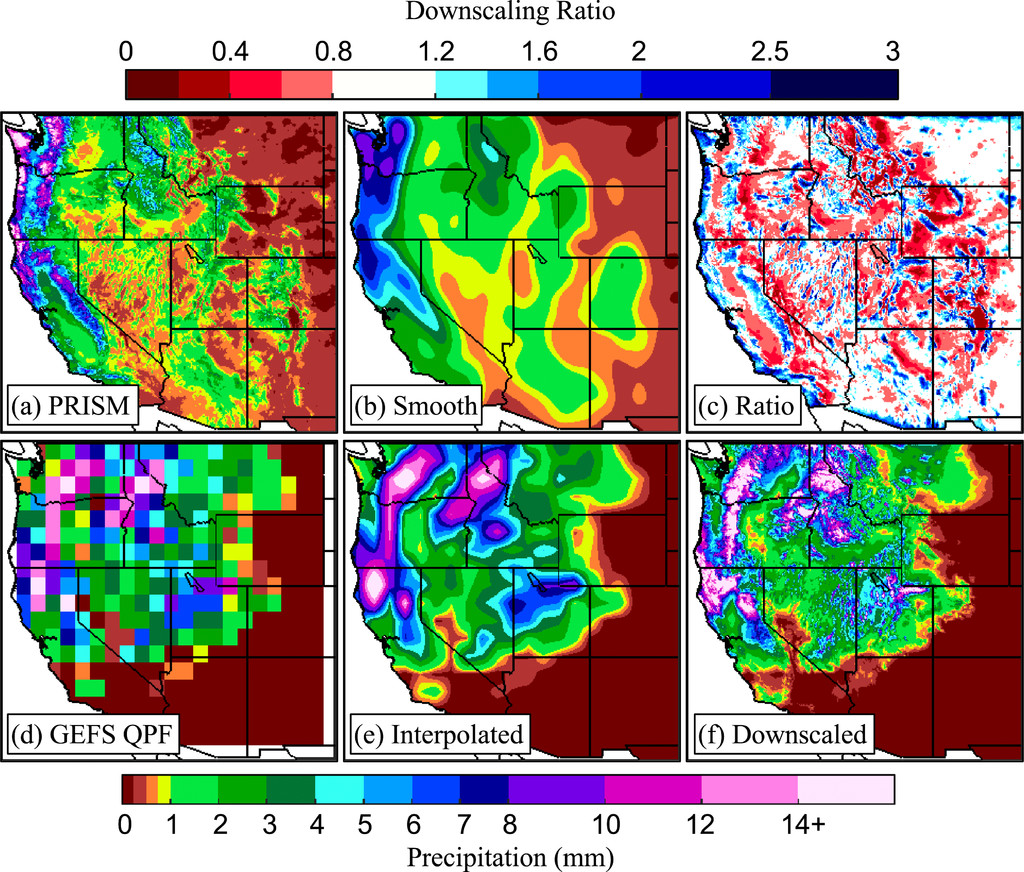 Downscaling Ratio
0 0.4 0.8 1.2 1.6 2 2.5 3
(a) PRISM
(b) Smooth
(c) Ratio
(d) GEFS QPF
(e) Interpolated
(f) Downscaled
0 1 2 3 4 5 6 7 8 10 12 14+
Precipitation (mm)